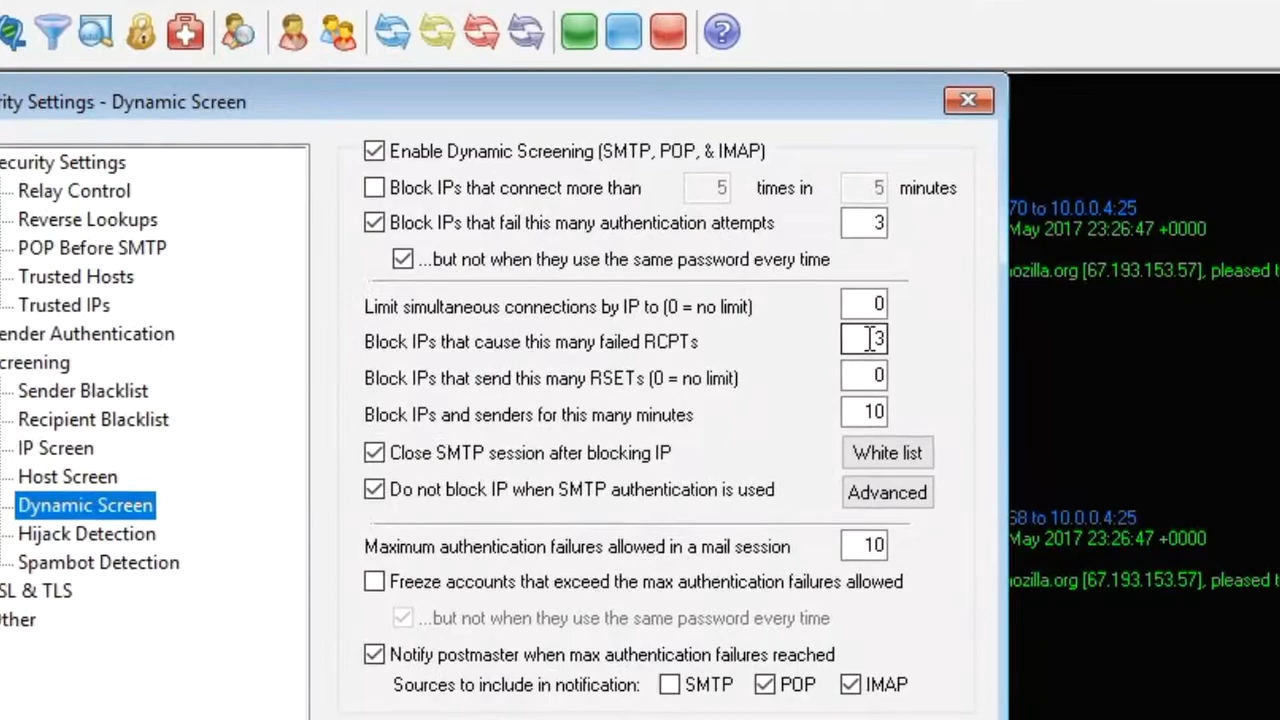 ?
ity Settings - Dynamic Screen
ecurity Settings
Relay Control
Reverse Lookups
POP Before SMTP
Trusted Hosts
Trusted IPs
ender Authentication
creening
Sender Blacklist
Recipient Blacklist
IP Screen
Host Screen
Dynamic Screen
Hijack Detection
Spambot Detection
SL & TLS
ther
Enable Dynamic Screening (SMTP, POP, & IMAP)
Block IPs that connect more than 5 times in 5 minutes
Block IPs that fail this many authentication attempts 3
...but not when they use the same password every time
Limit simultaneous connections by IP to (0 = no limit) 0
Block IPs that cause this many failed RCPTs 3
Block IPs that send this many RSETs (0 = no limit) 0
Block IPs and senders for this many minutes 10
Close SMTP session after blocking IP White list
Do not block IP when SMTP authentication is used Advanced
Maximum authentication failures allowed in a mail session 10
Freeze accounts that exceed the max authentication failures allowed
...but not when they use the same password every time
Notify postmaster when max authentication failures reached
Sources to include in notification: SMTP POP IMAP
70 to 10.0.0.4:25
May 2017 23:26:47 +0000
ozilla.org [67.193.153.57], pleased t
68 to 10.0.0.4:25
May 2017 23:26:47 +0000
ozilla.org [67.193.153.57], pleased t